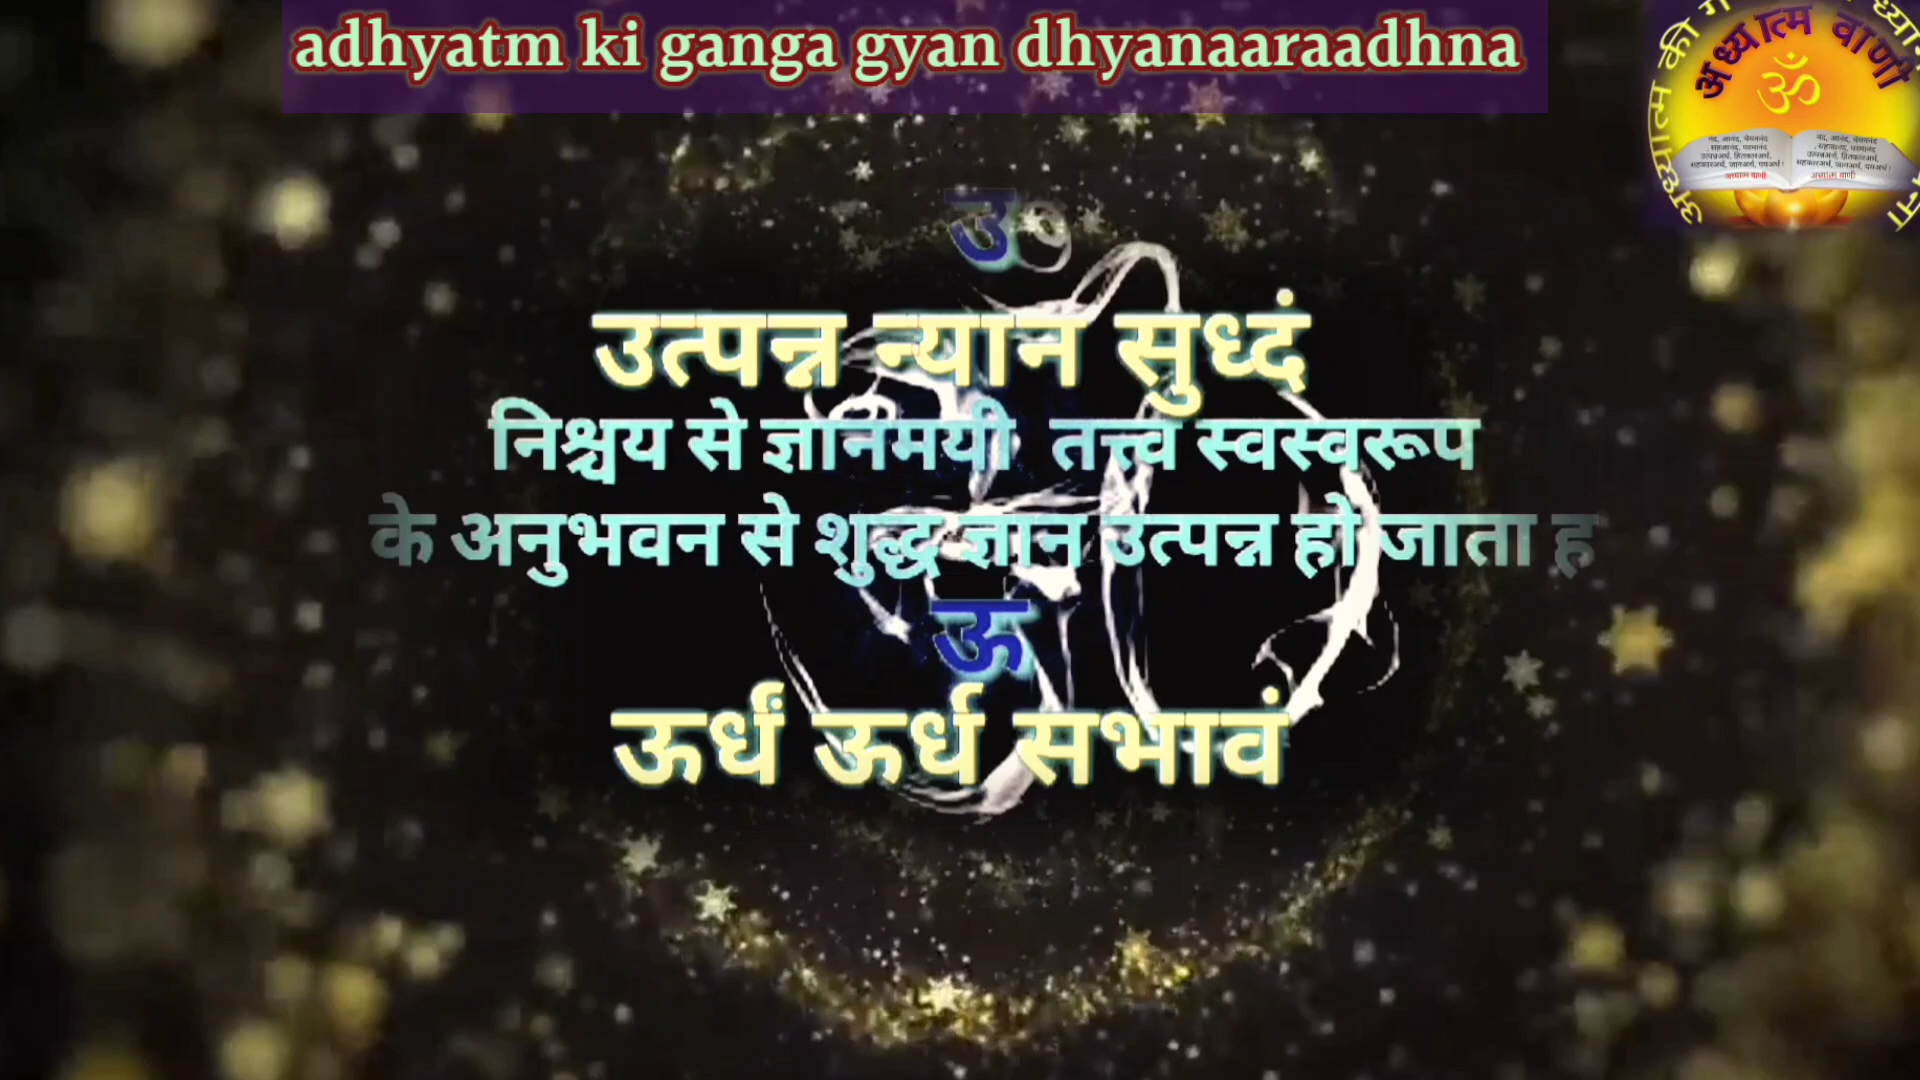 adhyatm ki ganga gyan dhyanaaraadhna
अध्यात्म वाणी
ॐ
उ
उत्पन्न न्यान सुध्दं
निश्चय से ज्ञानमयी तत्त्व स्वस्वरूप
के अनुभवन से शुद्ध ज्ञान उत्पन्न हो जाता ह
ऊ
ऊर्धं ऊर्ध सभावं